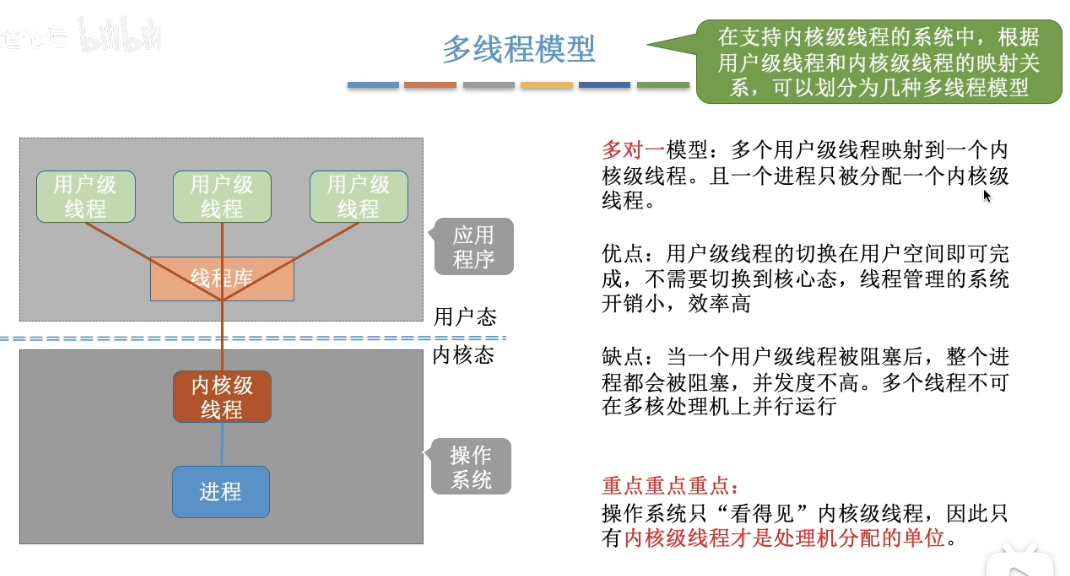 bilibili
多线程模型
在支持内核级线程的系统中，根据
用户级线程和内核级线程的映射关
系，可以划分为几种多线程模型
用户级
线程
用户级
线程
用户级
线程
线程库
应用
程序
用户态
内核态
内核级
线程
进程
操作
系统
多对一模型：多个用户级线程映射到一个内
核级线程。且一个进程只被分配一个内核级
线程。
优点：用户级线程的切换在用户空间即可完
成，不需要切换到核心态，线程管理的系统
开销小，效率高
缺点：当一个用户级线程被阻塞后，整个进
程都会被阻塞，并发度不高。多个线程不可
在多核处理机上并行运行
重点重点重点：
操作系统只“看得见”内核级线程，因此只
有内核级线程才是处理机分配的单位。